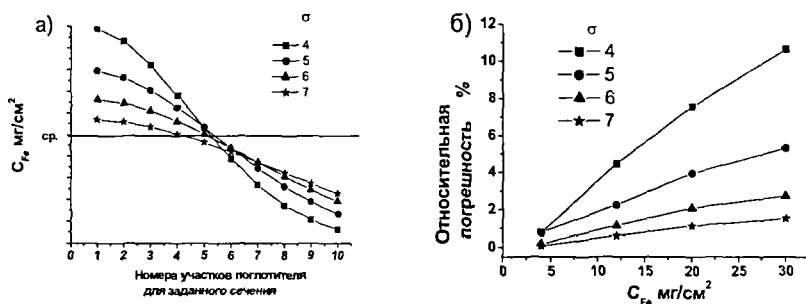 а)
σ
4
5
6
7
C_Fe мг/см²
ср.
1 2 3 4 5 6 7 8 9 10
Номера участков поглотителя
для заданного сечения
б)
σ
4
5
6
7
Относительная
погрешность %
12
10
8
6
4
2
0
0 5 10 15 20 25 30
C_Fe мг/см²